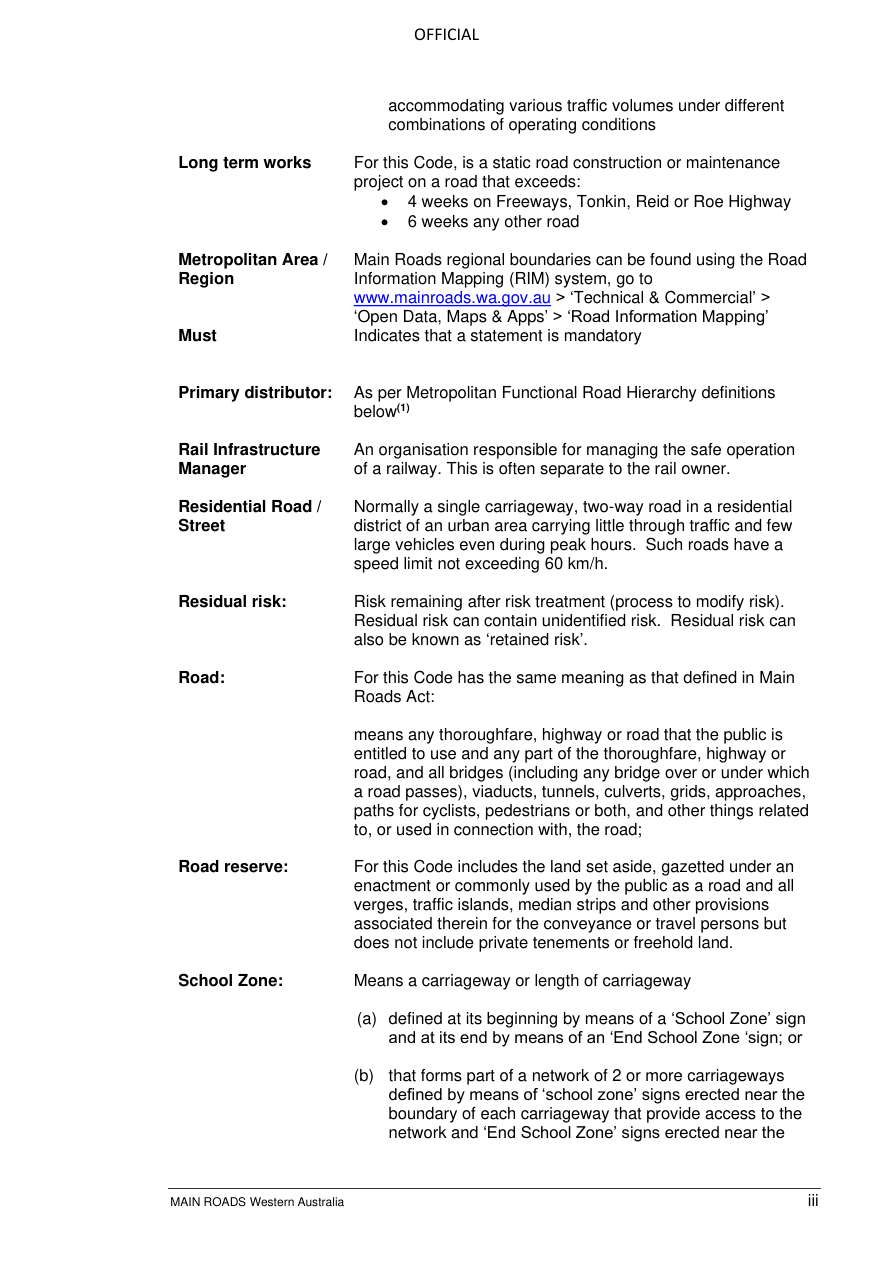 OFFICIAL
accommodating various traffic volumes under different
combinations of operating conditions
Long term works
For this Code, is a static road construction or maintenance
project on a road that exceeds:
• 4 weeks on Freeways, Tonkin, Reid or Roe Highway
• 6 weeks any other road
Metropolitan Area /
Region
Main Roads regional boundaries can be found using the Road
Information Mapping (RIM) system, go to
www.mainroads.wa.gov.au > ‘Technical & Commercial’ >
‘Open Data, Maps & Apps’ > ‘Road Information Mapping’
Must
Indicates that a statement is mandatory
Primary distributor:
As per Metropolitan Functional Road Hierarchy definitions
below(1)
Rail Infrastructure
Manager
An organisation responsible for managing the safe operation
of a railway. This is often separate to the rail owner.
Residential Road /
Street
Normally a single carriageway, two-way road in a residential
district of an urban area carrying little through traffic and few
large vehicles even during peak hours.  Such roads have a
speed limit not exceeding 60 km/h.
Residual risk:
Risk remaining after risk treatment (process to modify risk).
Residual risk can contain unidentified risk.  Residual risk can
also be known as ‘retained risk’.
Road:
For this Code has the same meaning as that defined in Main
Roads Act:
means any thoroughfare, highway or road that the public is
entitled to use and any part of the thoroughfare, highway or
road, and all bridges (including any bridge over or under which
a road passes), viaducts, tunnels, culverts, grids, approaches,
paths for cyclists, pedestrians or both, and other things related
to, or used in connection with, the road;
Road reserve:
For this Code includes the land set aside, gazetted under an
enactment or commonly used by the public as a road and all
verges, traffic islands, median strips and other provisions
associated therein for the conveyance or travel persons but
does not include private tenements or freehold land.
School Zone:
Means a carriageway or length of carriageway
(a) defined at its beginning by means of a ‘School Zone’ sign
and at its end by means of an ‘End School Zone ‘sign; or
(b) that forms part of a network of 2 or more carriageways
defined by means of ‘school zone’ signs erected near the
boundary of each carriageway that provide access to the
network and ‘End School Zone’ signs erected near the
MAIN ROADS Western Australia
iii